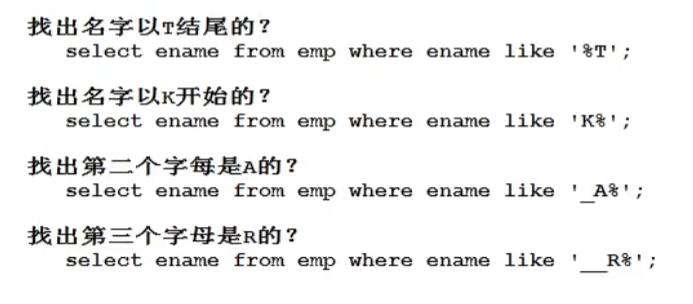 找出名字以T结尾的？
select ename from emp where ename like '%T';
找出名字以K开始的？
select ename from emp where ename like 'K%';
找出第二个字每是A的？
select ename from emp where ename like '_A%';
找出第三个字母是R的？
select ename from emp where ename like '__R%';